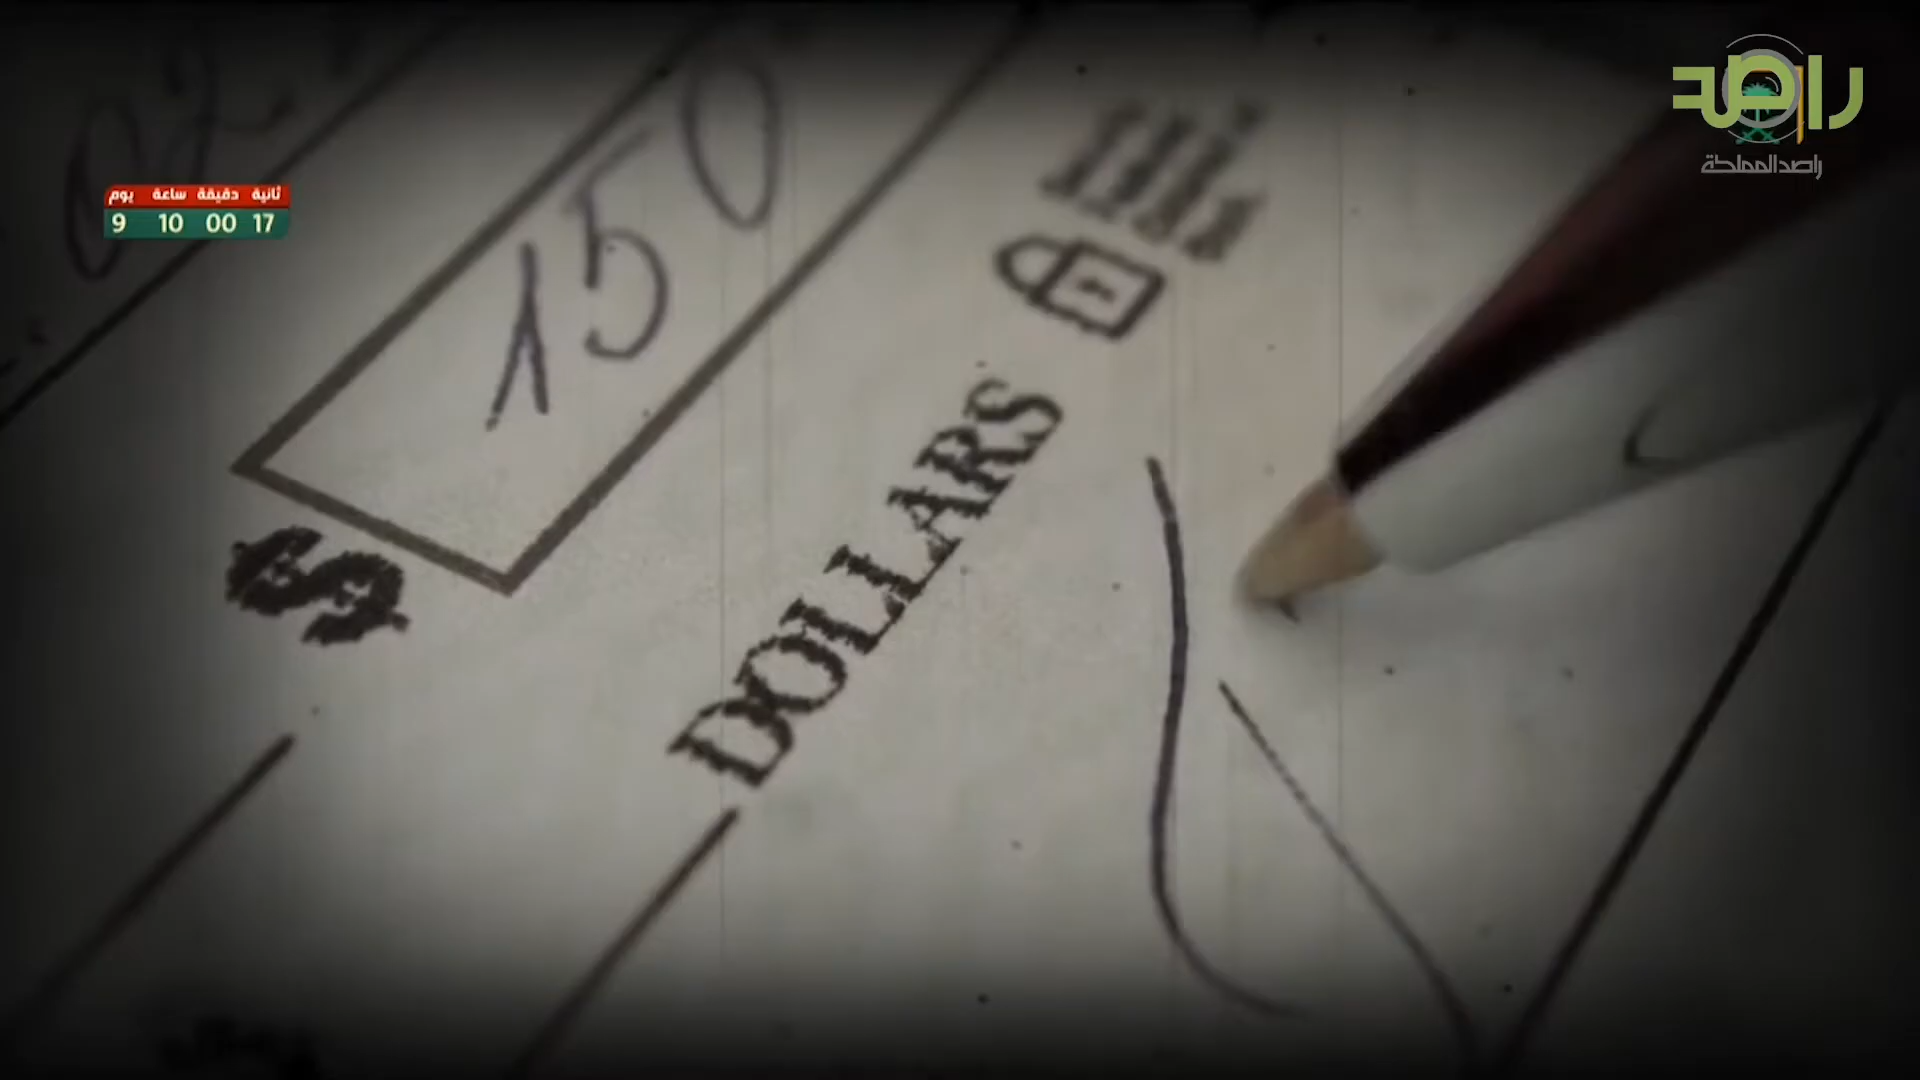 راصد
راصد المملكة
يوم ساعة دقيقة ثانية
9 10 00 17
150
$
DOLLARS